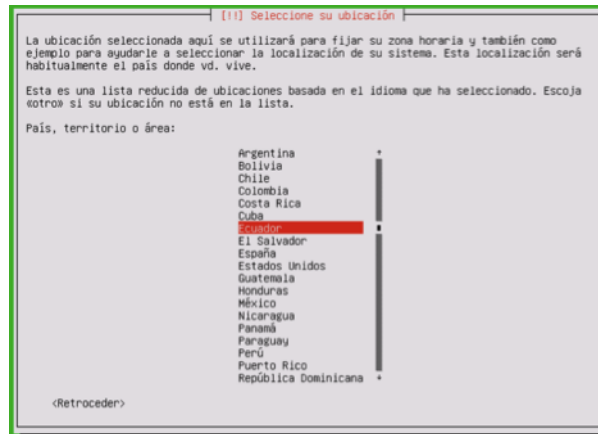 [!!] Seleccione su ubicación
La ubicación seleccionada aquí se utilizará para fijar su zona horaria y también como
ejemplo para ayudarle a seleccionar la localización de su sistema. Esta localización será
habitualmente el país donde vd. vive.
Esta es una lista reducida de ubicaciones basada en el idioma que ha seleccionado. Escoja
«otro» si su ubicación no está en la lista.
País, territorio o área:
Argentina
Bolivia
Chile
Colombia
Costa Rica
Cuba
Ecuador
El Salvador
España
Estados Unidos
Guatemala
Honduras
México
Nicaragua
Panamá
Paraguay
Perú
Puerto Rico
República Dominicana
<Retroceder>